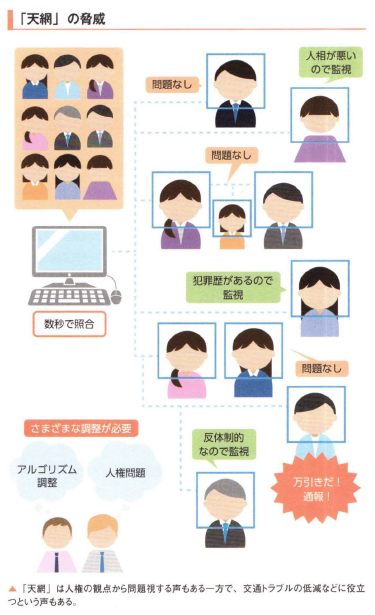 「天網」の脅威
問題なし
人相が悪い
ので監視
問題なし
犯罪歴があるので
監視
数秒で照合
問題なし
さまざまな調整が必要
アルゴリズム
調整
人権問題
反体制的
なので監視
万引きだ！
通報！
▲「天網」は人権の観点から問題視する声もある一方で、交通トラブルの低減などに役立
つという声もある。